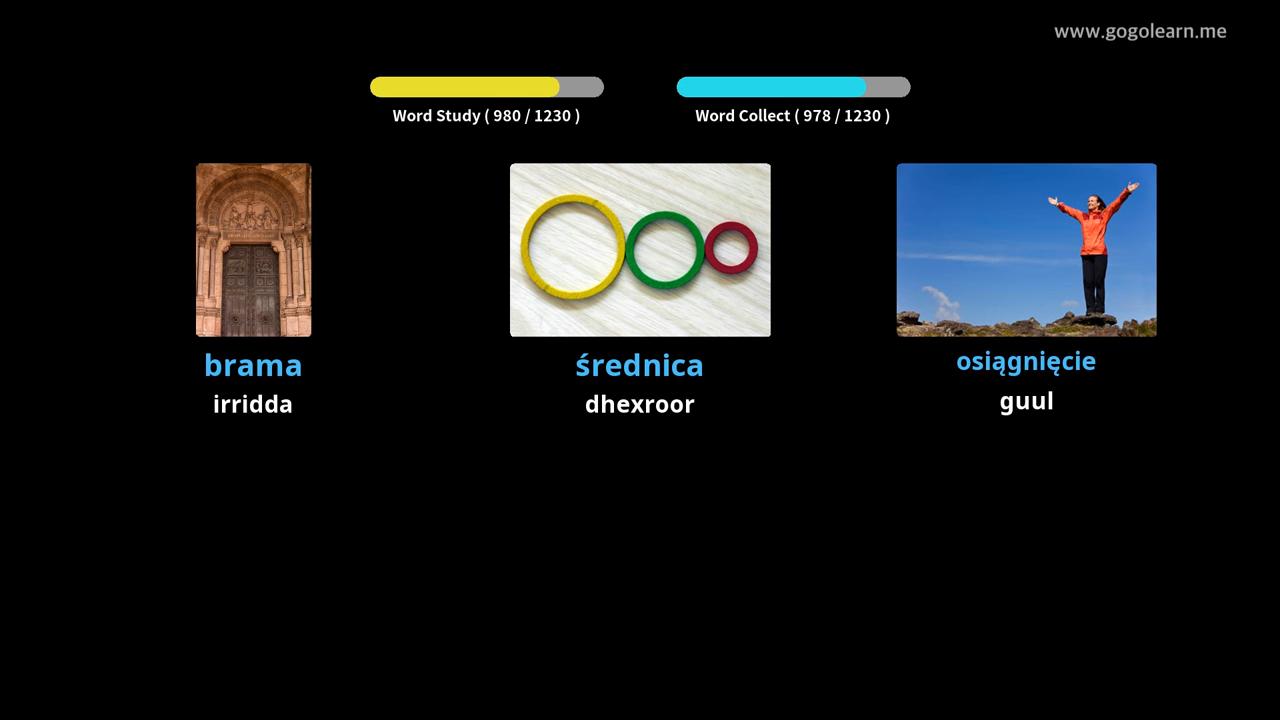 www.gogolearn.me
Word Study ( 980 / 1230 )
Word Collect ( 978 / 1230 )
brama
irridda
średnica
dhexroor
osiągnięcie
guul